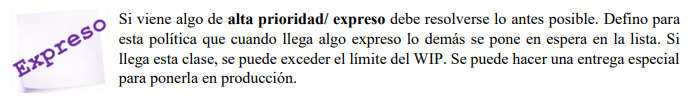 Expreso
Si viene algo de alta prioridad/ expreso debe resolverse lo antes posible. Defino para
esta política que cuando llega algo expreso lo demás se pone en espera en la lista. Si
llega esta clase, se puede exceder el límite del WIP. Se puede hacer una entrega especial
para ponerla en producción.